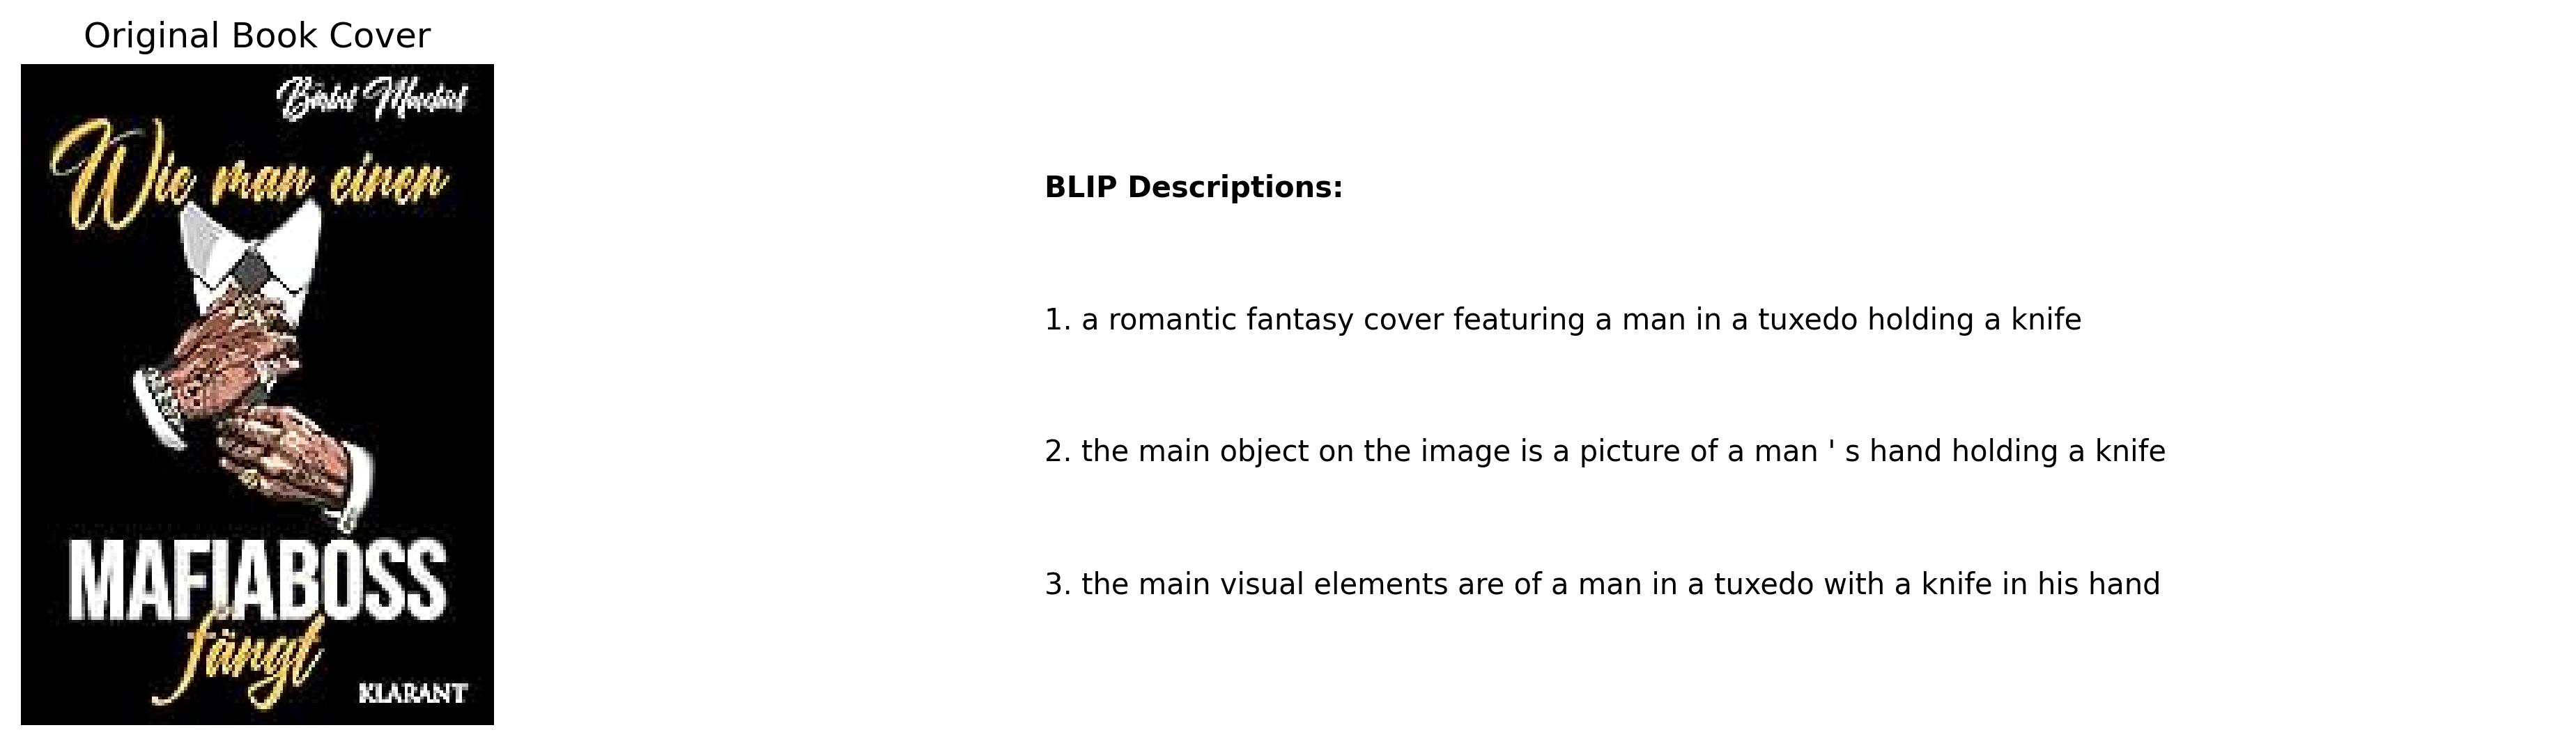 Original Book Cover
Wie man einen
MAFIABOSS
fängt
KLARANT
BLIP Descriptions:
1. a romantic fantasy cover featuring a man in a tuxedo holding a knife
2. the main object on the image is a picture of a man ' s hand holding a knife
3. the main visual elements are of a man in a tuxedo with a knife in his hand